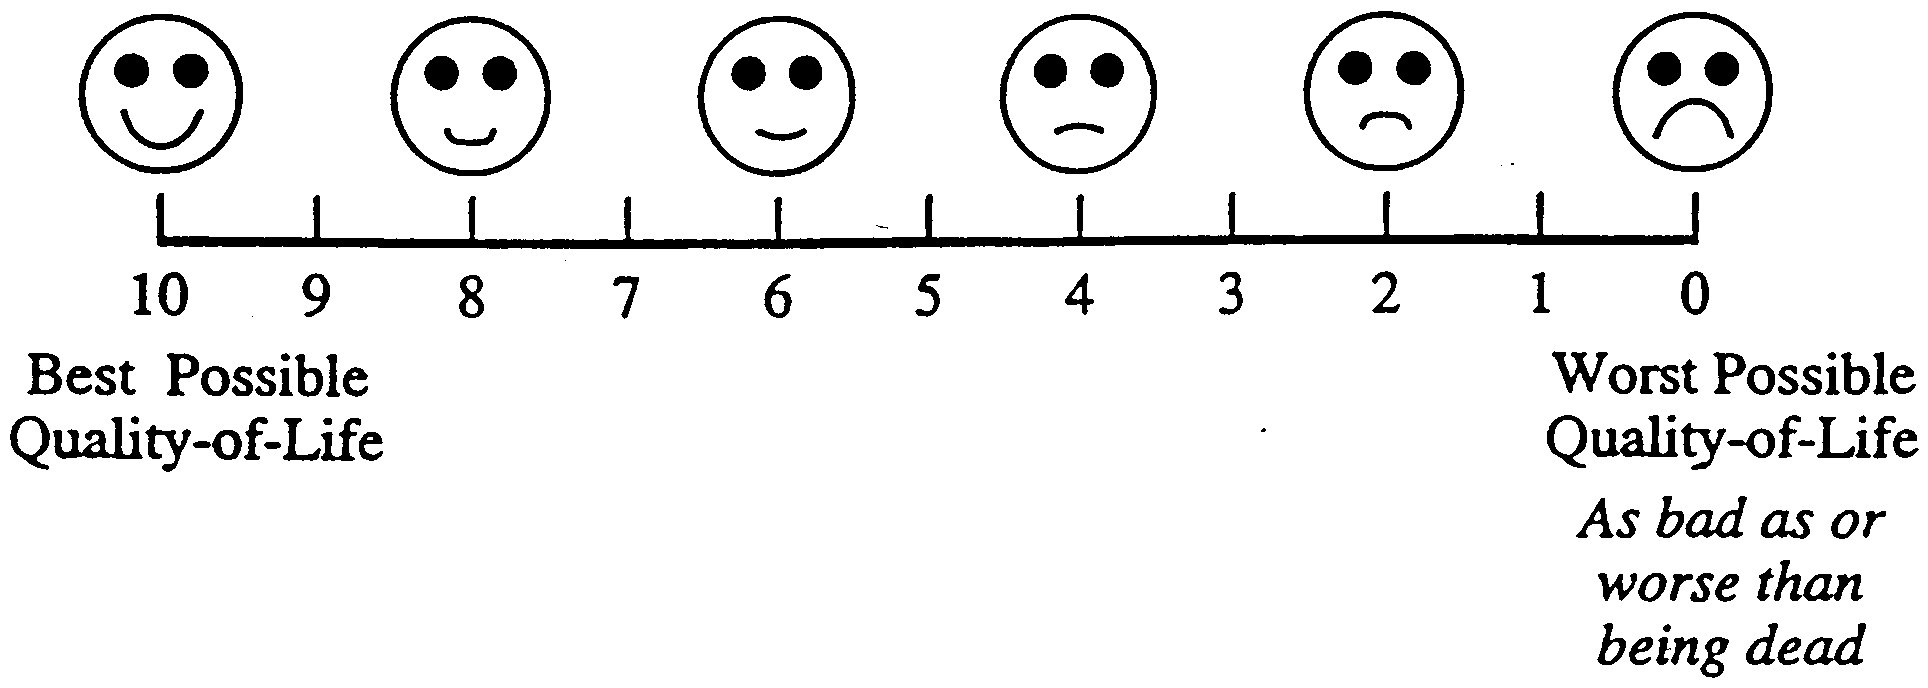 10 9 8 7 6 5 4 3 2 1 0
Best Possible
Quality-of-Life
Worst Possible
Quality-of-Life
As bad as or
worse than
being dead